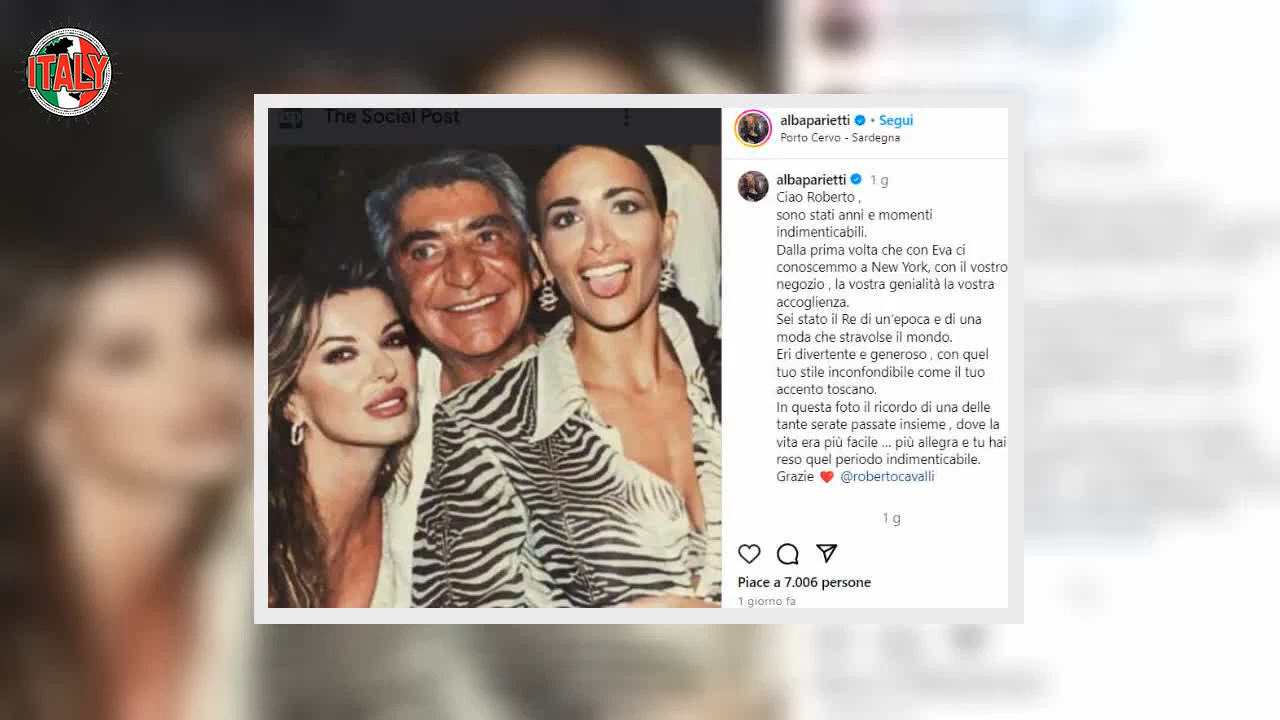 ITALY
The Social Post
albaparietti • Segui
Porto Cervo - Sardegna
albaparietti 1 g
Ciao Roberto ,
sono stati anni e momenti
indimenticabili.
Dalla prima volta che con Eva ci
conoscemmo a New York, con il vostro
negozio , la vostra genialità la vostra
accoglienza.
Sei stato il Re di un'epoca e di una
moda che stravolse il mondo.
Eri divertente e generoso , con quel
tuo stile inconfondibile come il tuo
accento toscano.
In questa foto il ricordo di una delle
tante serate passate insieme , dove la
vita era più facile ... più allegra e tu hai
reso quel periodo indimenticabile.
Grazie ❤️ @robertocavalli
1 g
Piace a 7.006 persone
1 giorno fa